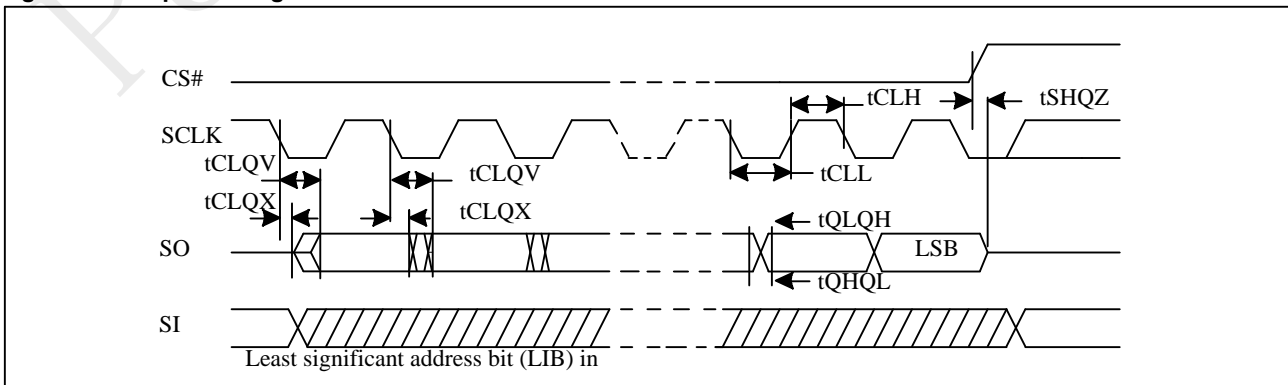 CS#
tCLH
tSHQZ
SCLK
tCLQV
tCLQV
tCLL
tCLQX
tCLQX
tQLQH
SO
LSB
tQHQL
SI
Least significant address bit (LIB) in